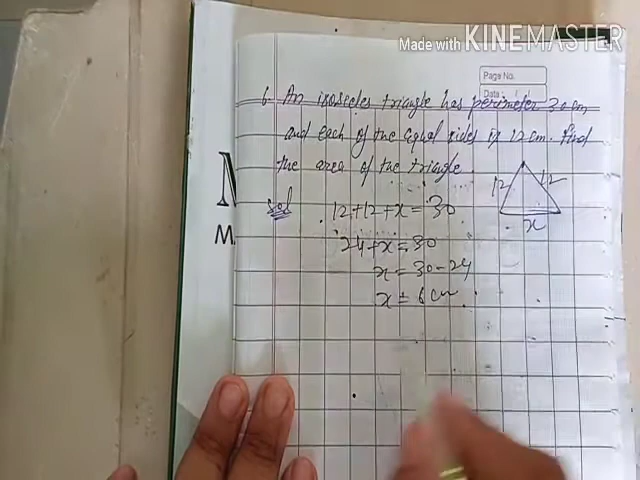 Made with KINEMASTER
Page No.
Date :
6. An isosceles triangle has perimeter 30 cm
and each of the equal sides is 12 cm. Find
the area of the triangle.
12 12
x
Sol 12+12+x = 30
24+x = 30
x = 30-24
x = 6 cm
N
M.